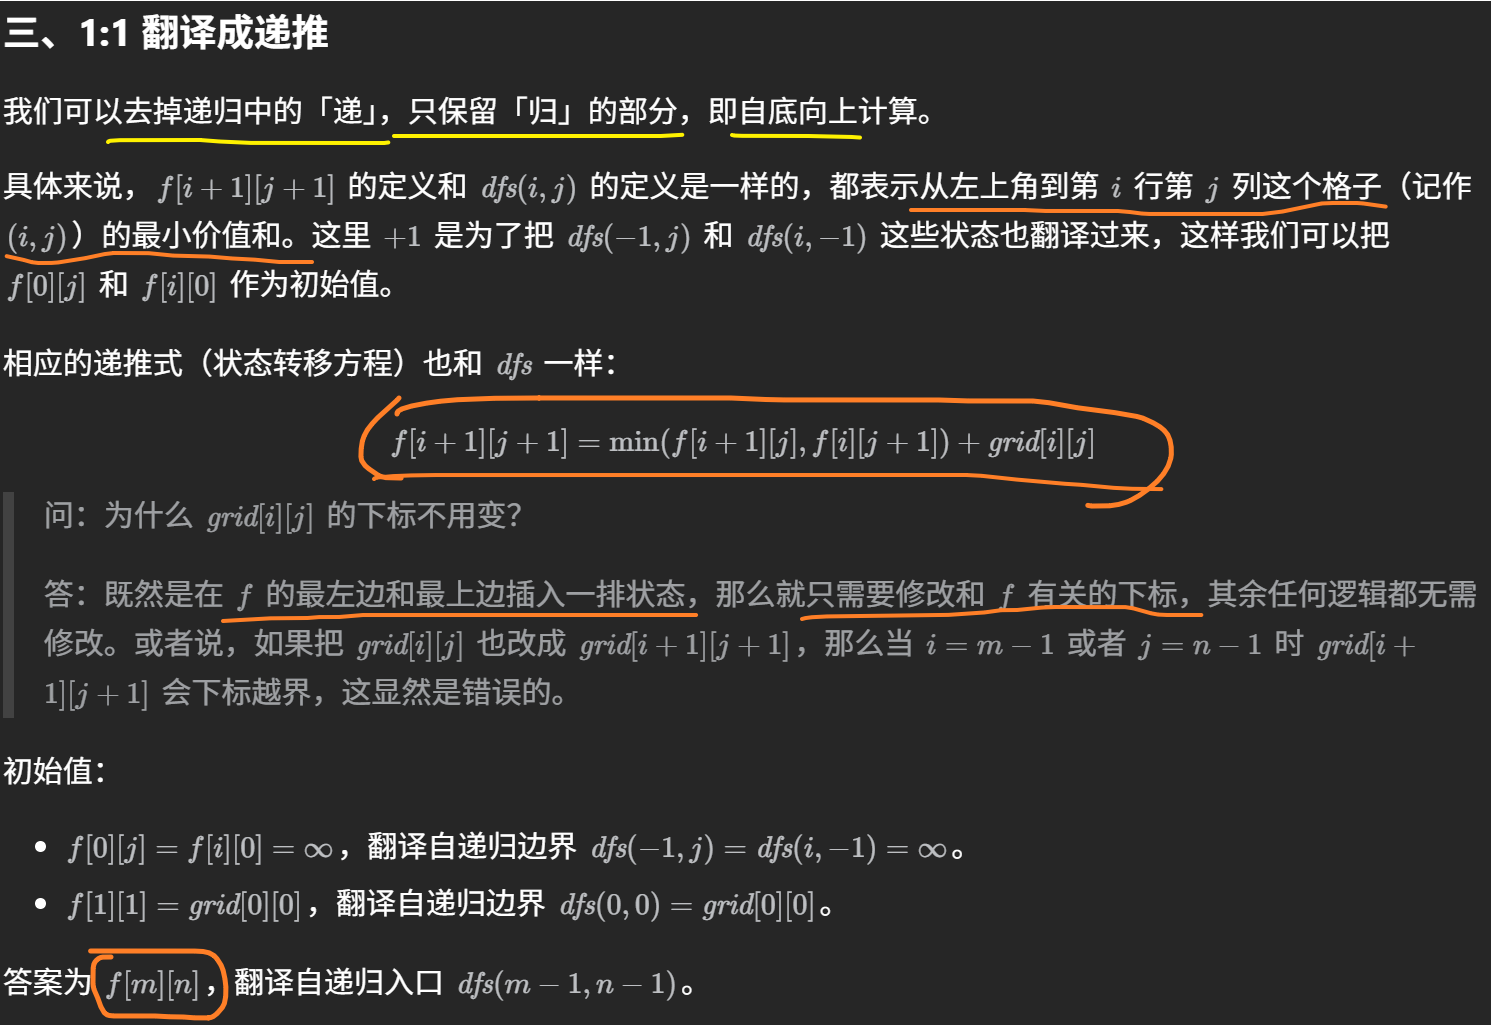 三、1:1 翻译成递推
我们可以去掉递归中的「递」，只保留「归」的部分，即自底向上计算。
具体来说，f[i + 1][j + 1] 的定义和 dfs(i, j) 的定义是一样的，都表示从左上角到第 i 行第 j 列这个格子（记作
(i, j)）的最小价值和。这里 +1 是为了把 dfs(−1, j) 和 dfs(i, −1) 这些状态也翻译过来，这样我们可以把
f[0][j] 和 f[i][0] 作为初始值。
相应的递推式（状态转移方程）也和 dfs 一样：
f[i + 1][j + 1] = min(f[i + 1][j], f[i][j + 1]) + grid[i][j]
问：为什么 grid[i][j] 的下标不用变？
答：既然是在 f 的最左边和最上边插入一排状态，那么就只需要修改和 f 有关的下标，其余任何逻辑都无需
修改。或者说，如果把 grid[i][j] 也改成 grid[i + 1][j + 1]，那么当 i = m − 1 或者 j = n − 1 时 grid[i +
1][j + 1] 会下标越界，这显然是错误的。
初始值：
• f[0][j] = f[i][0] = ∞，翻译自递归边界 dfs(−1, j) = dfs(i, −1) = ∞。
• f[1][1] = grid[0][0]，翻译自递归边界 dfs(0, 0) = grid[0][0]。
答案为 f[m][n]，翻译自递归入口 dfs(m − 1, n − 1)。